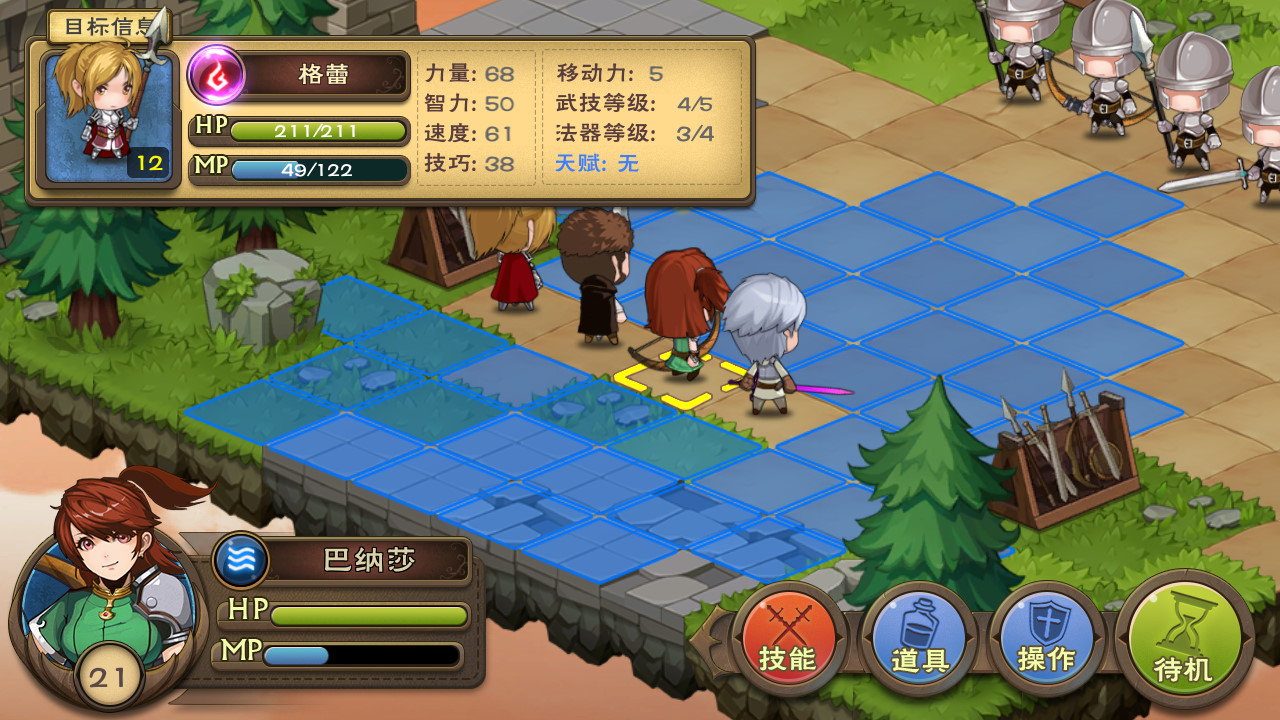 目标信息
格蕾
HP 211/211
MP 49/122
12
力量: 68
智力: 50
速度: 61
技巧: 38
移动力: 5
武技等级: 4/5
法器等级: 3/4
天赋: 无
巴纳莎
HP
MP
21
技能
道具
操作
待机